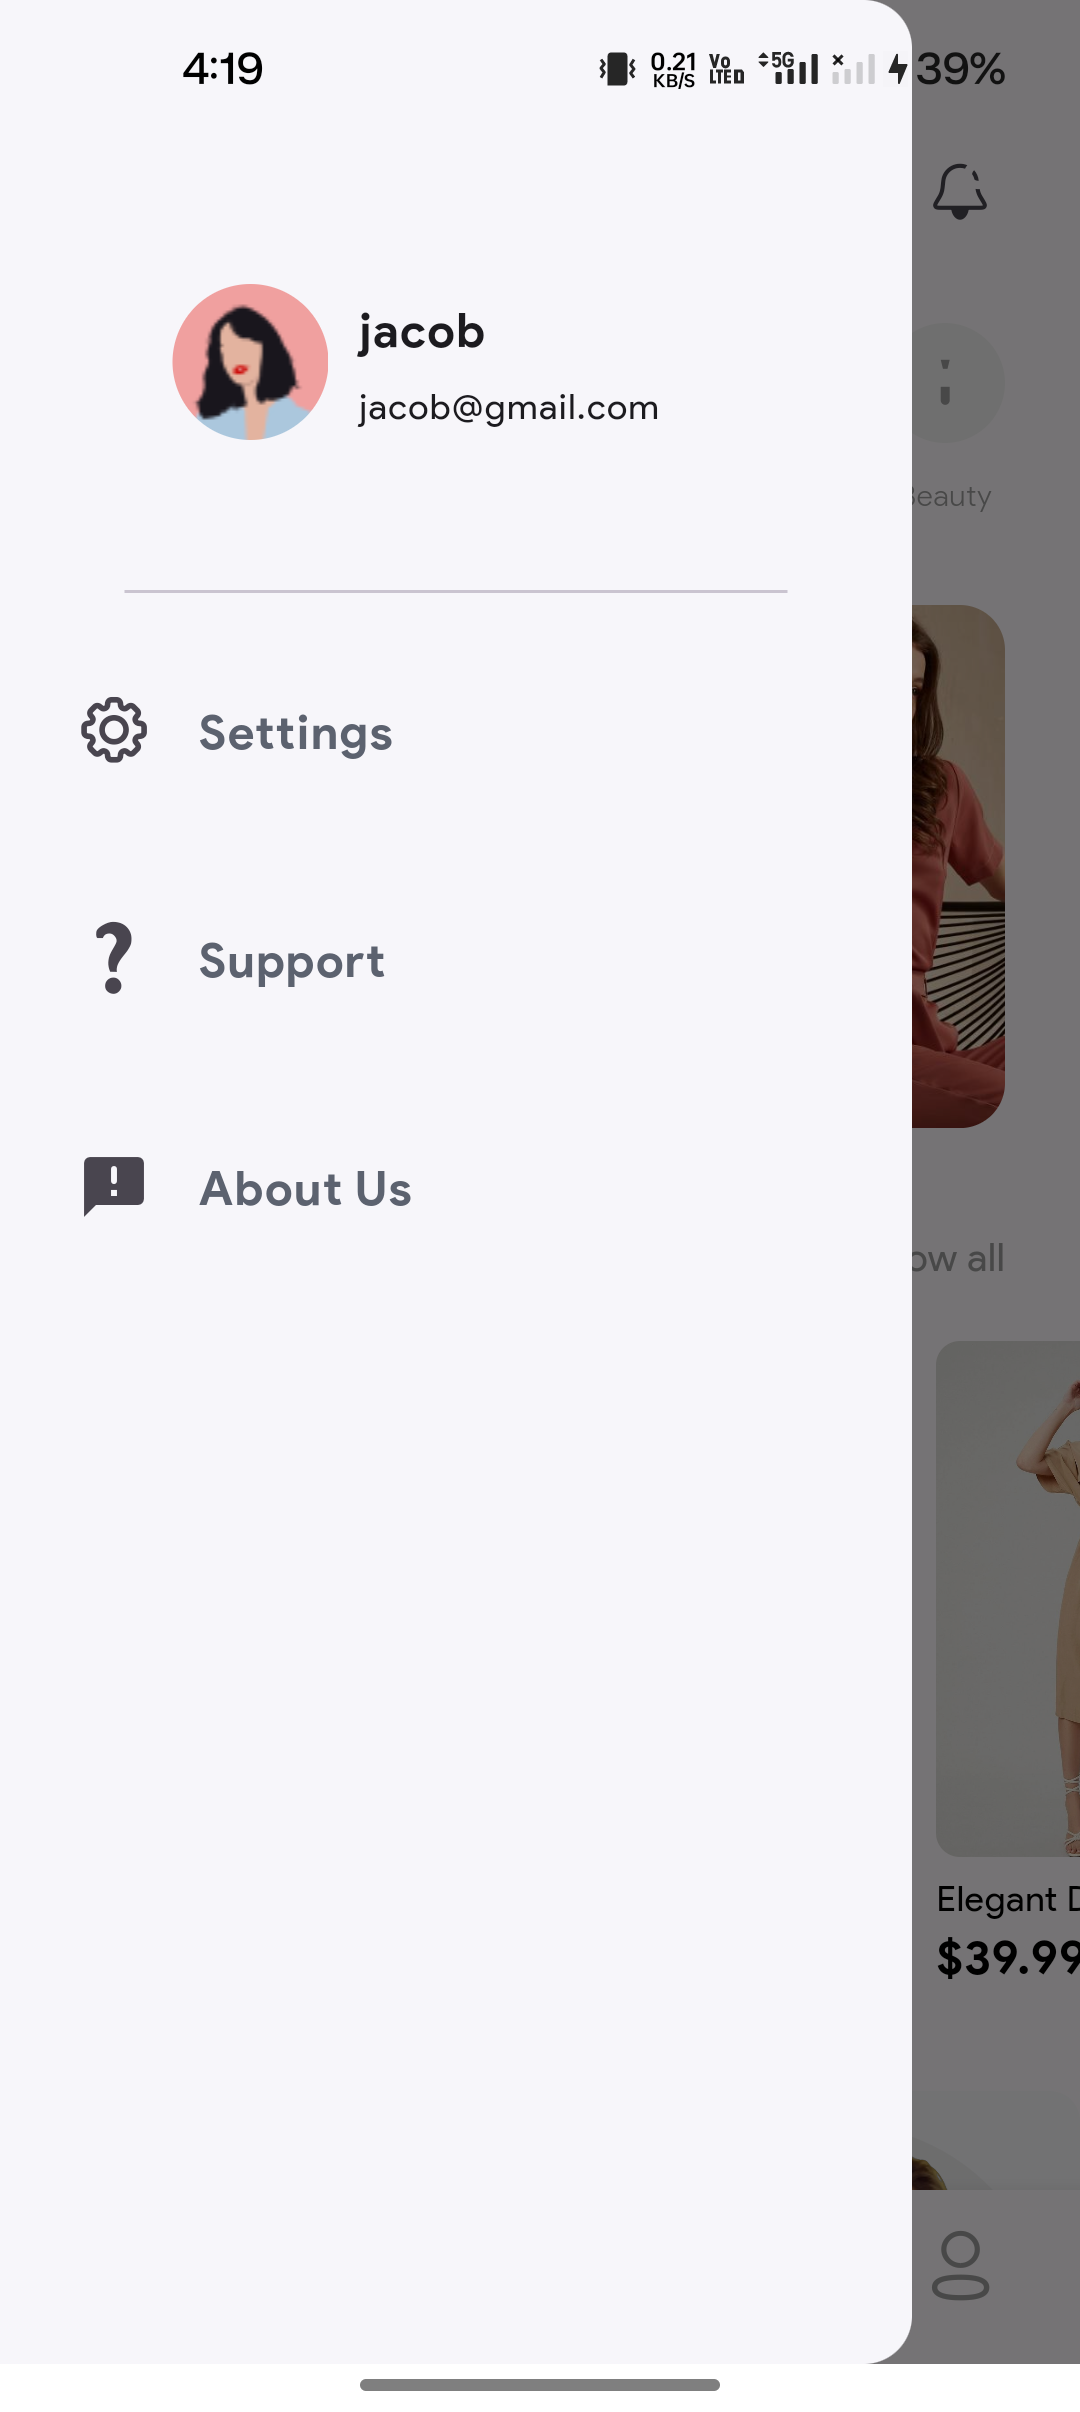 4:19 0.21 KB/S Vo LTE D 5G 39%
jacob
jacob@gmail.com
Beauty
Settings
Support
About Us
ow all
Elegant D
$39.99